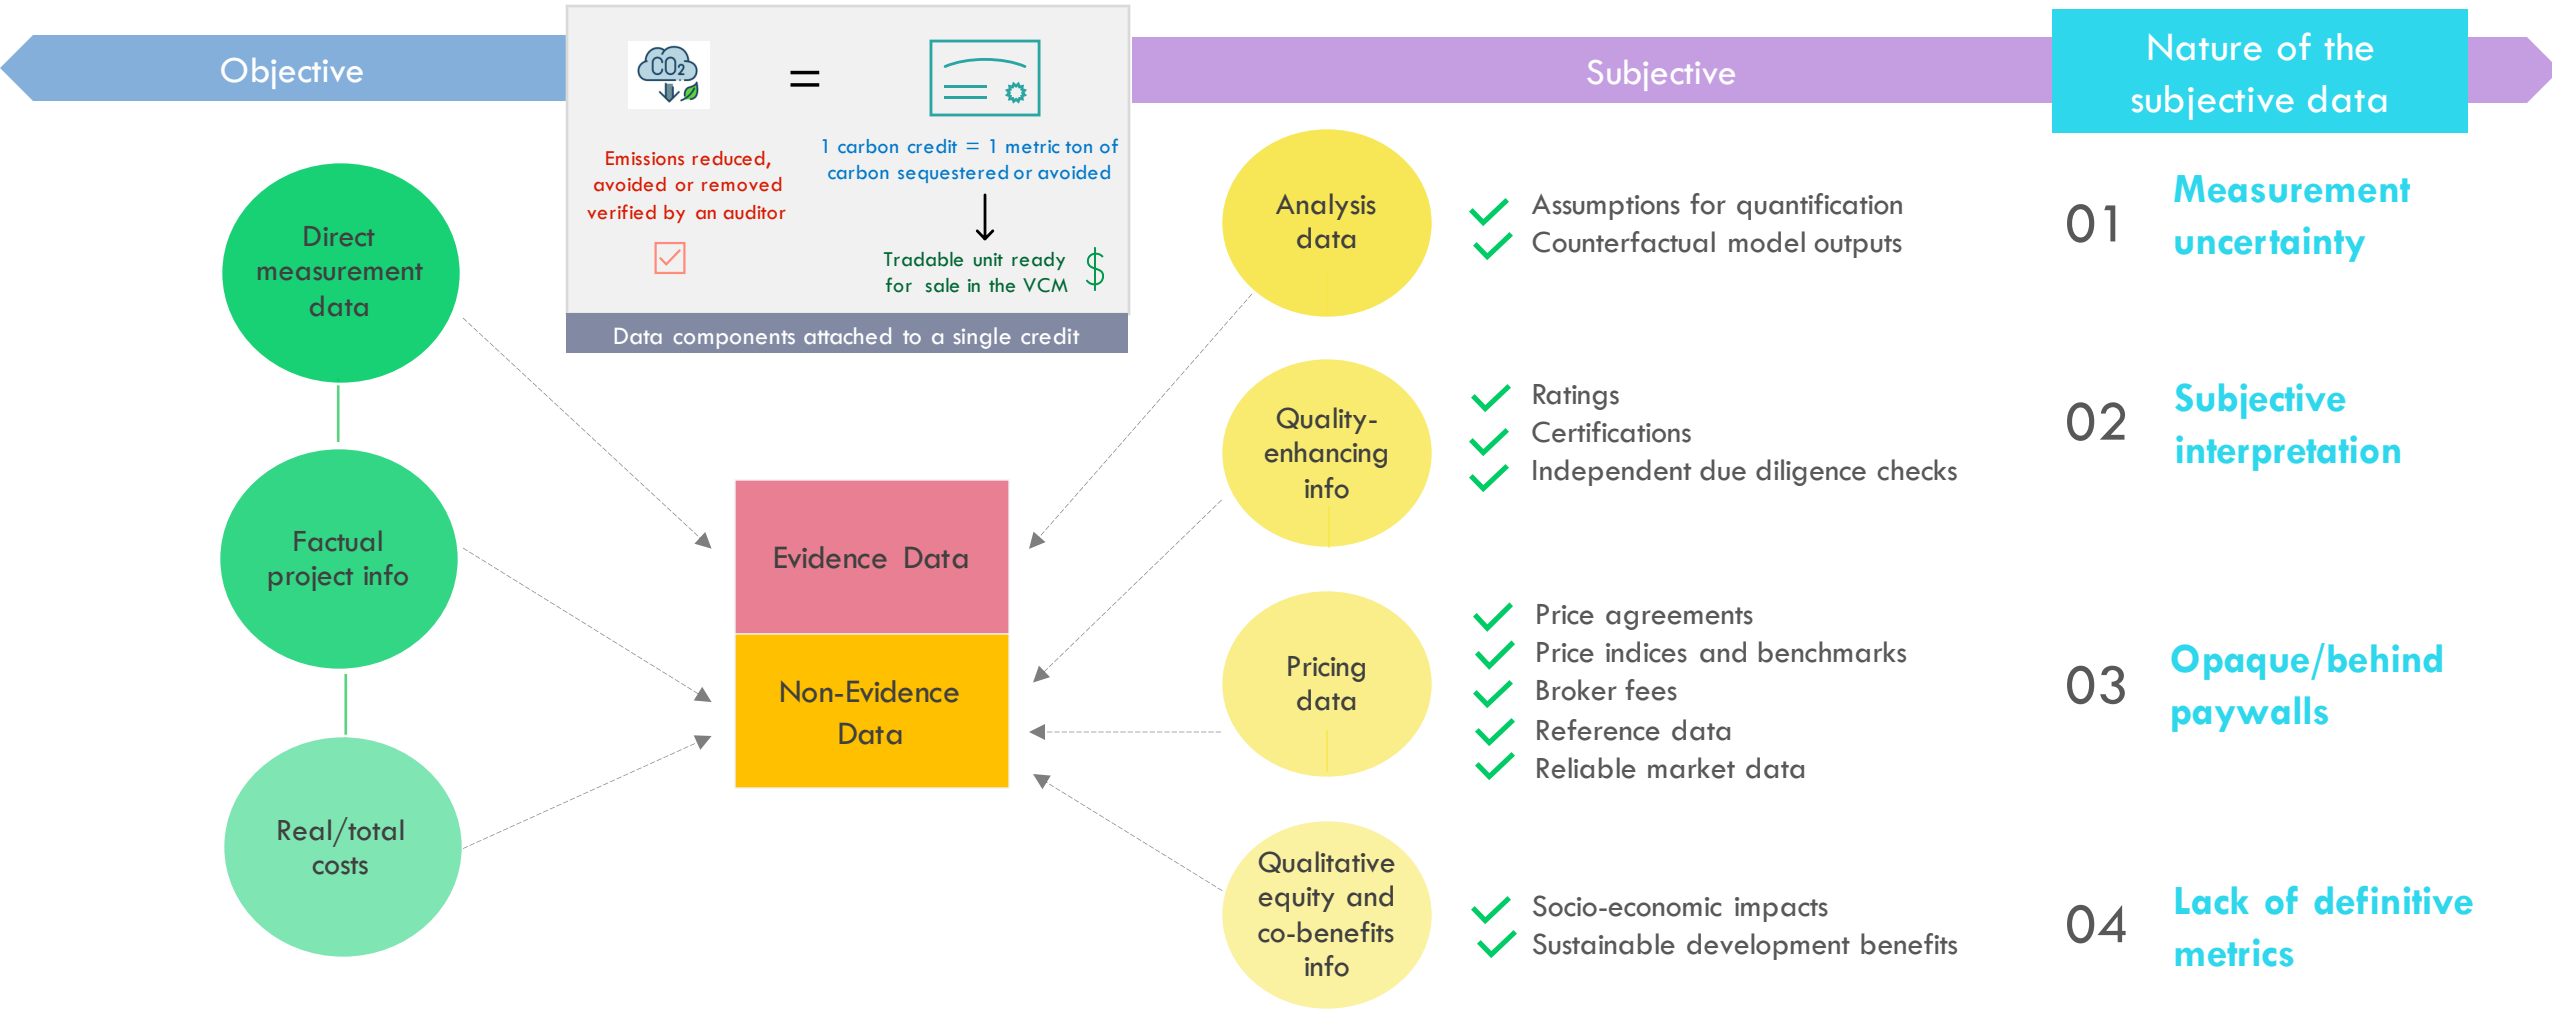 Objective
CO₂
=
Emissions reduced,
avoided or removed
verified by an auditor
1 carbon credit = 1 metric ton of
carbon sequestered or avoided
Tradable unit ready
for sale in the VCM
$
Data components attached to a single credit
Subjective
Nature of the
subjective data
Direct
measurement
data
Factual
project info
Real/total
costs
Evidence Data
Non-Evidence
Data
Analysis
data
Assumptions for quantification
Counterfactual model outputs
01
Measurement
uncertainty
Quality-
enhancing
info
Ratings
Certifications
Independent due diligence checks
02
Subjective
interpretation
Pricing
data
Price agreements
Price indices and benchmarks
Broker fees
Reference data
Reliable market data
03
Opaque/behind
paywalls
Qualitative
equity and
co-benefits
info
Socio-economic impacts
Sustainable development benefits
04
Lack of definitive
metrics